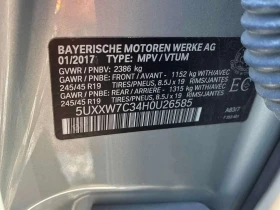 BAYERISCHE MOTOREN WERKE AG
01/2017 TYPE: MPV / VTUM
GVWR / PNBV: 2386 kg
GAWR / PNBE: FRONT / AVANT - 1152 kg WITH/AVEC
245/45 R19 TIRES/PNEUS, 8.5J x 19 RIMS/JANTES
GAWR / PNBE: REAR / ARRIERE - 1315 kg WITH/AVEC
245/45 R19 TIRES/PNEUS, 8.5J x 19 RIMS/JANTES
5UXXW7C34H0U26585
EC